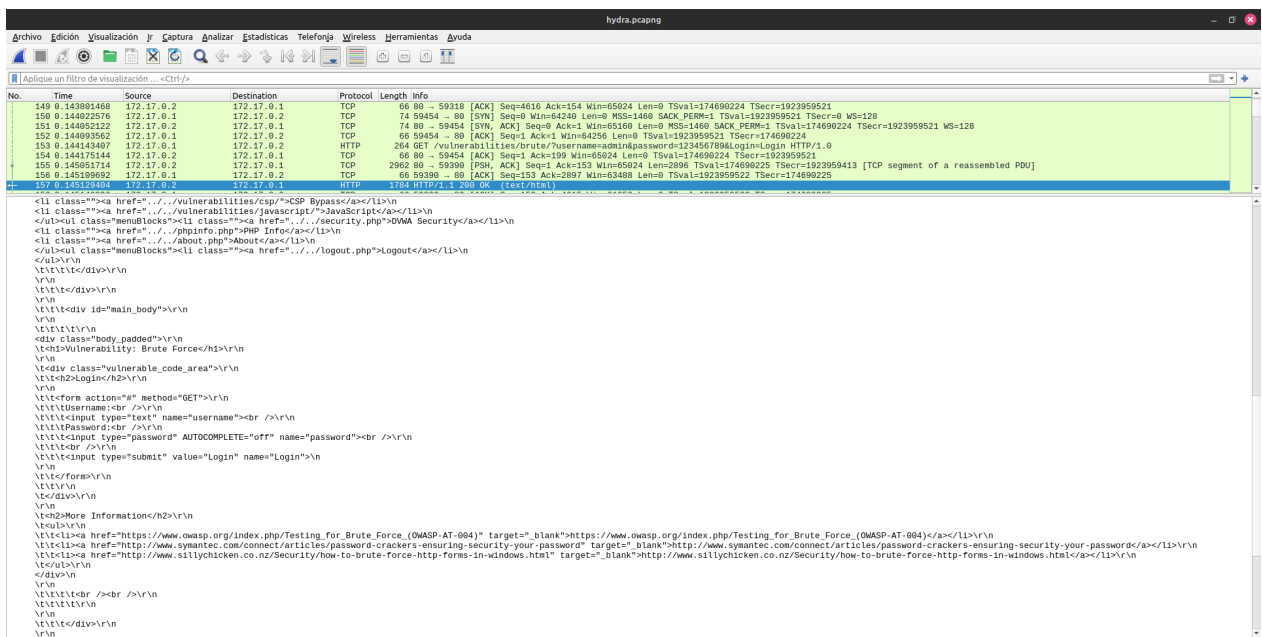 hydra.pcapng
Archivo Edición Visualización Ir Captura Analizar Estadísticas Telefonía Wireless Herramientas Ayuda
Aplique un filtro de visualización … <Ctrl-/>
No. Time Source Destination Protocol Length Info
149 0.143801468 172.17.0.2 172.17.0.1 TCP 66 80 → 59318 [ACK] Seq=4616 Ack=154 Win=65024 Len=0 TSval=174690224 TSecr=1923959521
150 0.144022576 172.17.0.1 172.17.0.2 TCP 74 59454 → 80 [SYN] Seq=0 Win=64240 Len=0 MSS=1460 SACK_PERM=1 TSval=1923959521 TSecr=0 WS=128
151 0.144052122 172.17.0.2 172.17.0.1 TCP 74 80 → 59454 [SYN, ACK] Seq=0 Ack=1 Win=65160 Len=0 MSS=1460 SACK_PERM=1 TSval=174690224 TSecr=1923959521 WS=128
152 0.144093562 172.17.0.1 172.17.0.2 TCP 66 59454 → 80 [ACK] Seq=1 Ack=1 Win=64256 Len=0 TSval=1923959521 TSecr=174690224
153 0.144143407 172.17.0.1 172.17.0.2 HTTP 264 GET /vulnerabilities/brute/?username=admin&password=123456789&Login=Login HTTP/1.0
154 0.144175144 172.17.0.2 172.17.0.1 TCP 66 80 → 59454 [ACK] Seq=1 Ack=199 Win=65024 Len=0 TSval=174690224 TSecr=1923959521
155 0.145051714 172.17.0.2 172.17.0.1 TCP 2962 80 → 59390 [PSH, ACK] Seq=1 Ack=153 Win=65024 Len=2896 TSval=174690225 TSecr=1923959413 [TCP segment of a reassembled PDU]
156 0.145109692 172.17.0.1 172.17.0.2 TCP 66 59390 → 80 [ACK] Seq=153 Ack=2897 Win=63488 Len=0 TSval=1923959522 TSecr=174690225
157 0.145129404 172.17.0.2 172.17.0.1 HTTP 1784 HTTP/1.1 200 OK (text/html)
<li class=""><a href="../../vulnerabilities/csp/">CSP Bypass</a></li>\n
<li class=""><a href="../../vulnerabilities/javascript/">JavaScript</a></li>\n
</ul><ul class="menuBlocks"><li class=""><a href="../../security.php">DVWA Security</a></li>\n
<li class=""><a href="../../phpinfo.php">PHP Info</a></li>\n
<li class=""><a href="../../about.php">About</a></li>\n
</ul><ul class="menuBlocks"><li class=""><a href="../../logout.php">Logout</a></li>\n
</ul>\r\n
\t\t\t\t</div>\r\n
\r\n
\t\t\t</div>\r\n
\r\n
\t\t\t<div id="main_body">\r\n
\r\n
\t\t\t\t\r\n
<div class="body_padded">\r\n
\t<h1>Vulnerability: Brute Force</h1>\r\n
\r\n
\t<div class="vulnerable_code_area">\r\n
\t\t<h2>Login</h2>\r\n
\r\n
\t\t<form action="#" method="GET">\r\n
\t\t\tUsername:<br />\r\n
\t\t\t<input type="text" name="username"><br />\r\n
\t\t\tPassword:<br />\r\n
\t\t\t<input type="password" AUTOCOMPLETE="off" name="password"><br />\r\n
\t\t\t<br />\r\n
\t\t\t<input type="submit" value="Login" name="Login">\n
\r\n
\t\t</form>\r\n
\t\t\r\n
\t</div>\r\n
\r\n
\t<h2>More Information</h2>\r\n
\t<ul>\r\n
\t\t<li><a href="https://www.owasp.org/index.php/Testing_for_Brute_Force_(OWASP-AT-004)" target="_blank">https://www.owasp.org/index.php/Testing_for_Brute_Force_(OWASP-AT-004)</a></li>\r\n
\t\t<li><a href="http://www.symantec.com/connect/articles/password-crackers-ensuring-security-your-password" target="_blank">http://www.symantec.com/connect/articles/password-crackers-ensuring-security-your-password</a></li>\r\n
\t\t<li><a href="http://www.sillychicken.co.nz/Security/how-to-brute-force-http-forms-in-windows.html" target="_blank">http://www.sillychicken.co.nz/Security/how-to-brute-force-http-forms-in-windows.html</a></li>\r\n
\t</ul>\r\n
</div>\n
\r\n
\t\t\t\t<br /><br />\r\n
\t\t\t\t\r\n
\r\n
\t\t\t</div>\r\n
\r\n